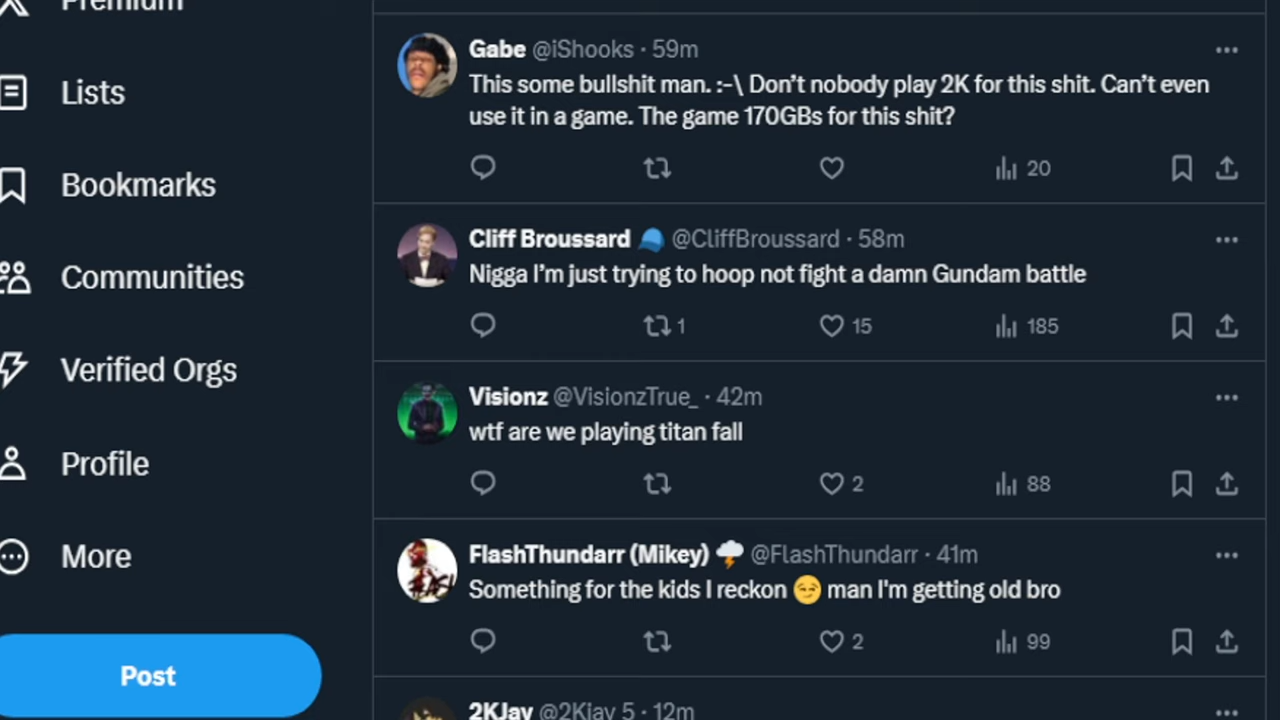 Premium
Lists
Bookmarks
Communities
Verified Orgs
Profile
More
Post
Gabe @iShooks · 59m
This some bullshit man. :-\ Don’t nobody play 2K for this shit. Can’t even
use it in a game. The game 170GBs for this shit?
20
Cliff Broussard 🧢 @CliffBroussard · 58m
Nigga I’m just trying to hoop not fight a damn Gundam battle
1 15 185
Visionz @VisionzTrue_ · 42m
wtf are we playing titan fall
2 88
FlashThundarr (Mikey) 🌩️ @FlashThundarr · 41m
Something for the kids I reckon 😏 man I'm getting old bro
2 99
2KJay @2Kjay_5 · 12m